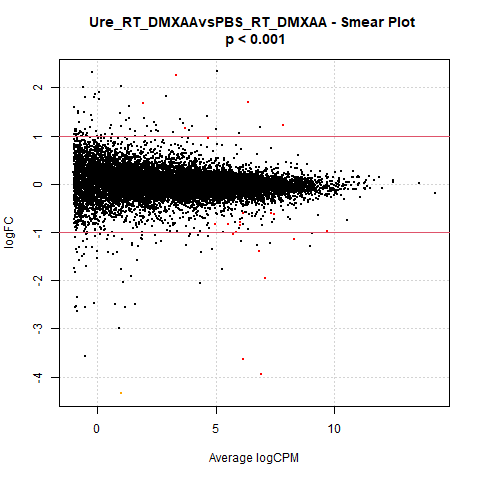 Ure_RT_DMXAAvsPBS_RT_DMXAA - Smear Plot
p < 0.001
2
1
0
-1
-2
-3
-4
logFC
0 5 10
Average logCPM